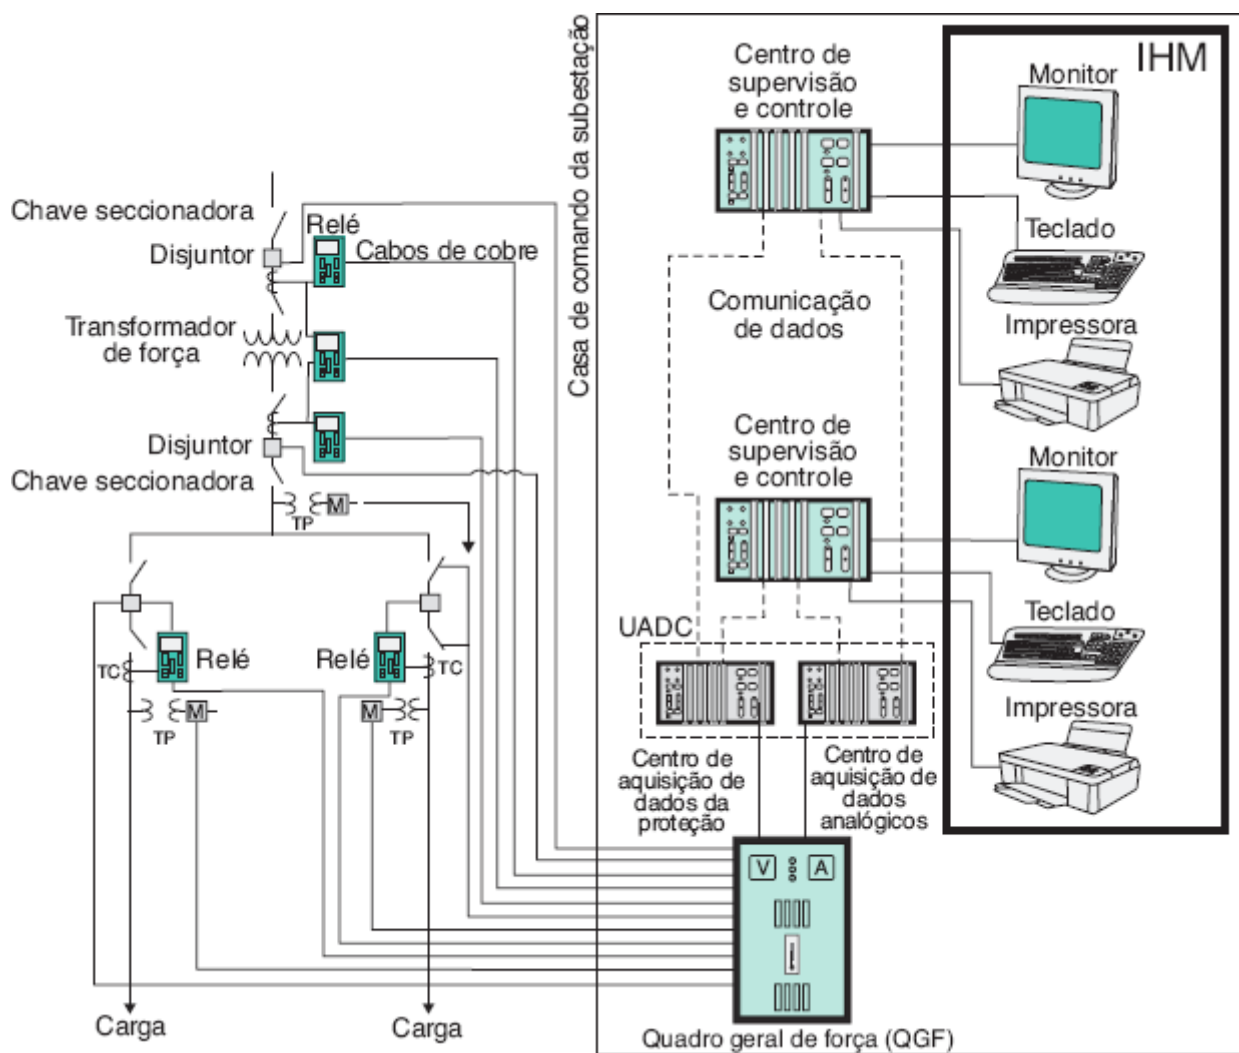 Casa de comando da subestação
IHM
Centro de
supervisão
e controle
Monitor
Teclado
Impressora
Chave seccionadora
Relé
Disjuntor
Cabos de cobre
Transformador
de força
Comunicação
de dados
Disjuntor
Chave seccionadora
TP
M
Centro de
supervisão
e controle
Monitor
Teclado
Impressora
UADC
TC
Relé
Relé
TC
M
TP
M
TP
Centro de
aquisição de
dados da
proteção
Centro de
aquisição de
dados
analógicos
V
A
Carga
Carga
Quadro geral de força (QGF)